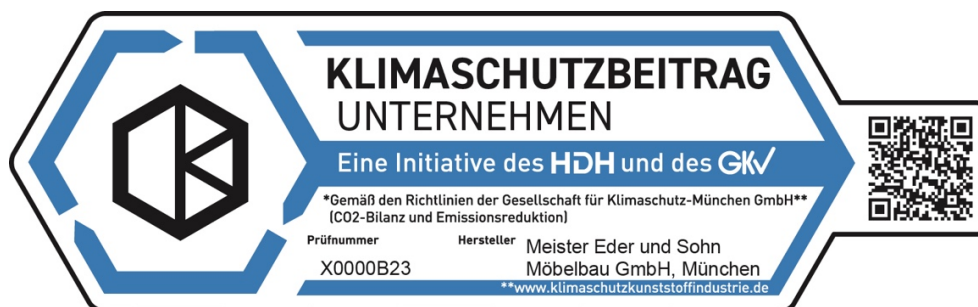 KLIMASCHUTZBEITRAG
UNTERNEHMEN
Eine Initiative des HDH und des GKV
*Gemäß den Richtlinien der Gesellschaft für Klimaschutz-München GmbH**
(CO2-Bilanz und Emissionsreduktion)
Prüfnummer Hersteller Meister Eder und Sohn
X0000B23 Möbelbau GmbH, München
**www.klimaschutzkunststoffindustrie.de